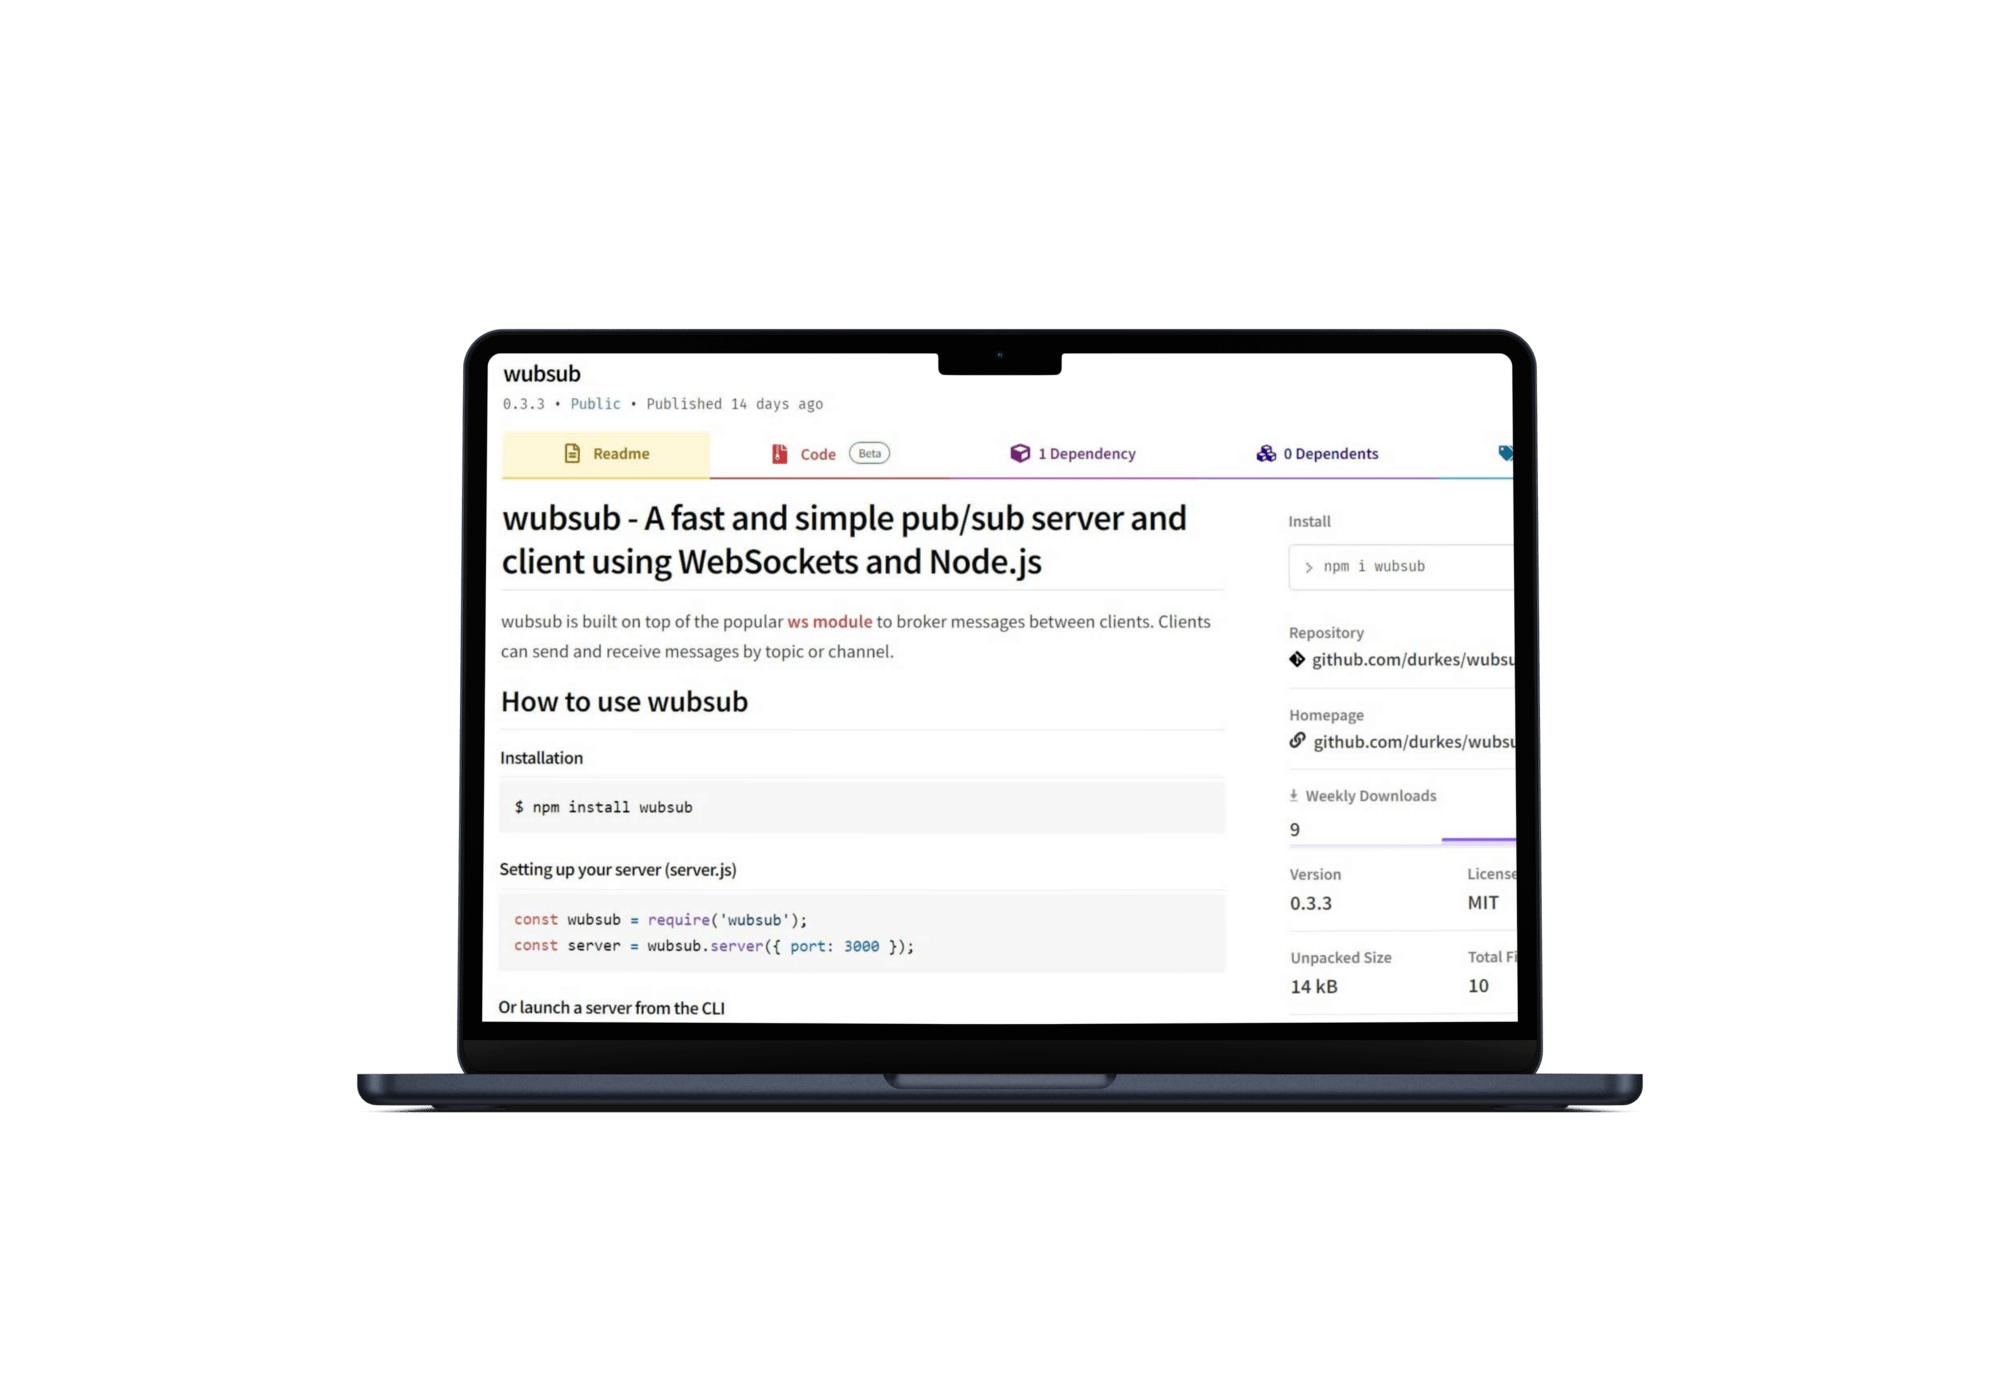 wubsub
0.3.3 • Public • Published 14 days ago
Readme
Code Beta
1 Dependency
0 Dependents
wubsub - A fast and simple pub/sub server and
client using WebSockets and Node.js
wubsub is built on top of the popular ws module to broker messages between clients. Clients
can send and receive messages by topic or channel.
How to use wubsub
Installation
$ npm install wubsub
Setting up your server (server.js)
const wubsub = require('wubsub');
const server = wubsub.server({ port: 3000 });
Or launch a server from the CLI
Install
> npm i wubsub
Repository
github.com/durkes/wubsu
Homepage
github.com/durkes/wubsu
Weekly Downloads
9
Version
0.3.3
License
MIT
Unpacked Size
14 kB
Total Fi
10